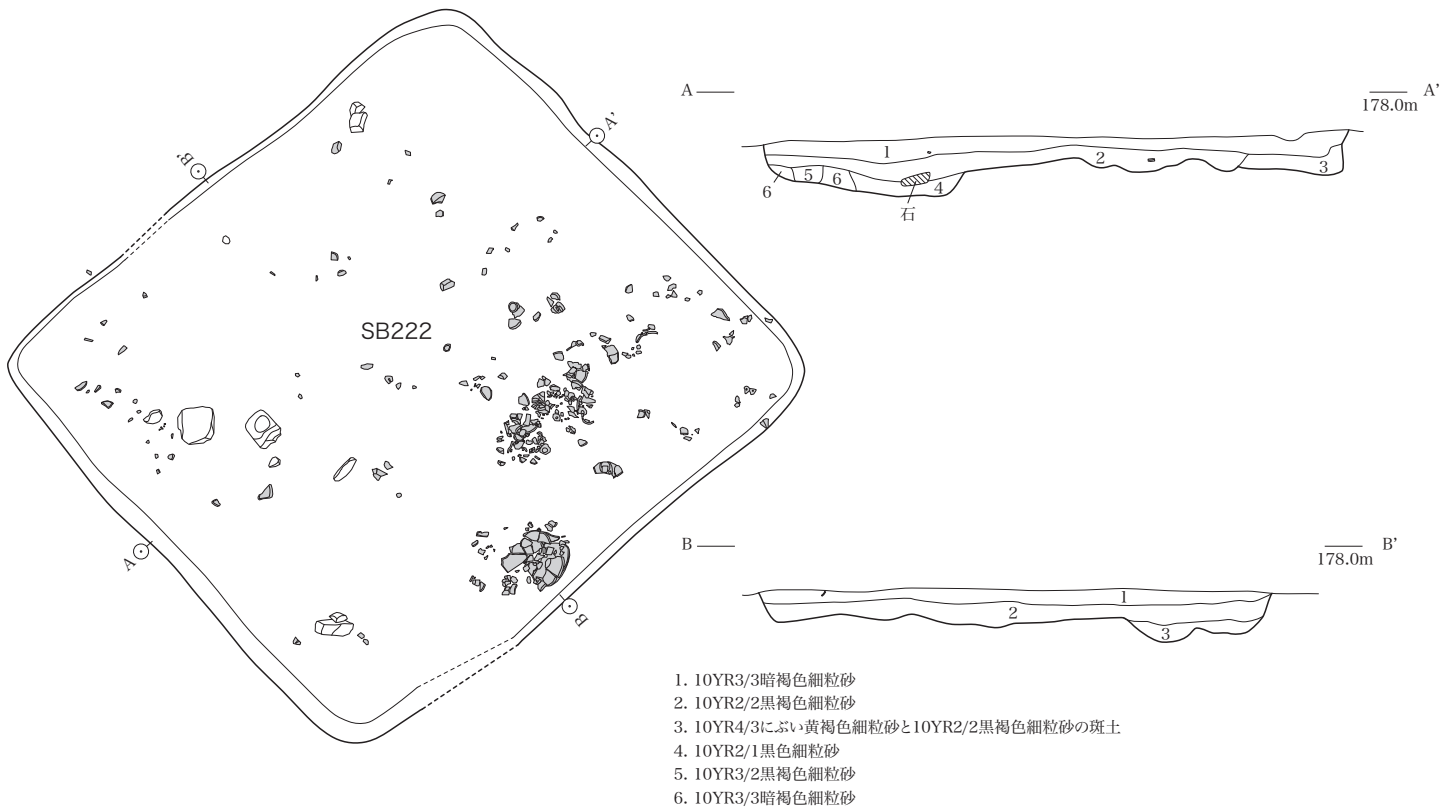 A'
B'
SB222
A
B
A
A'
178.0m
1
2
3
6
5
6
4
石
B
B'
178.0m
1
2
3
1. 10YR3/3暗褐色細粒砂
2. 10YR2/2黒褐色細粒砂
3. 10YR4/3にぶい黄褐色細粒砂と10YR2/2黒褐色細粒砂の斑土
4. 10YR2/1黒色細粒砂
5. 10YR3/2黒褐色細粒砂
6. 10YR3/3暗褐色細粒砂